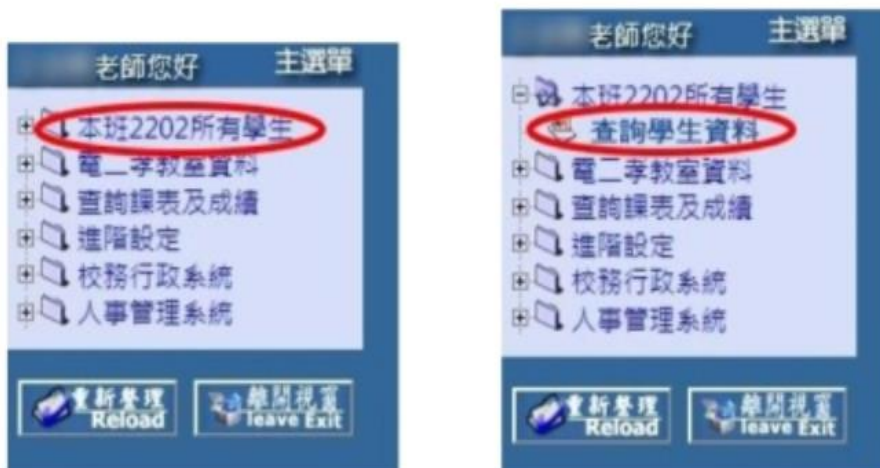 老師您好 主選單
本班2202所有學生
電二孝教室資料
查詢課表及成績
進階設定
校務行政系統
人事管理系統
重新整理 Reload
離開視窗 leave Exit
老師您好 主選單
本班2202所有學生
查詢學生資料
電二孝教室資料
查詢課表及成績
進階設定
校務行政系統
人事管理系統
重新整理 Reload
離開視窗 leave Exit